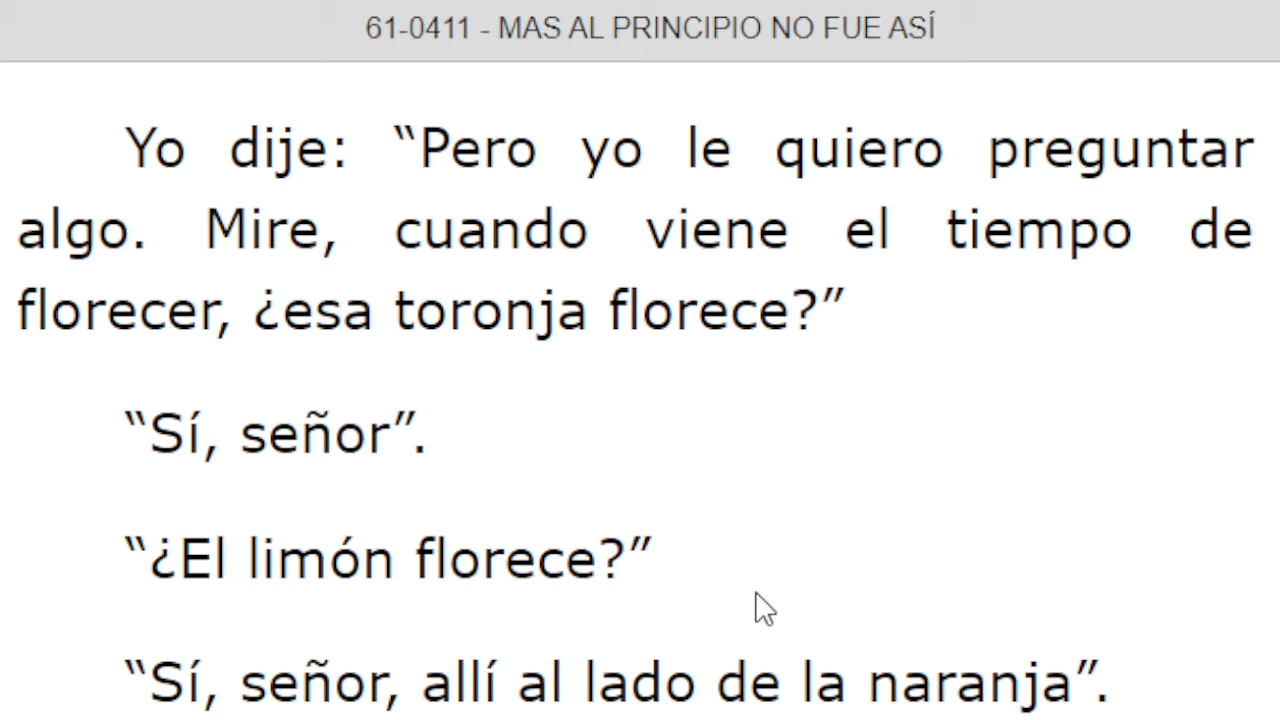 61-0411 - MAS AL PRINCIPIO NO FUE ASÍ
Yo dije: “Pero yo le quiero preguntar
algo. Mire, cuando viene el tiempo de
florecer, ¿esa toronja florece?”
“Sí, señor”.
“¿El limón florece?”
“Sí, señor, allí al lado de la naranja”.